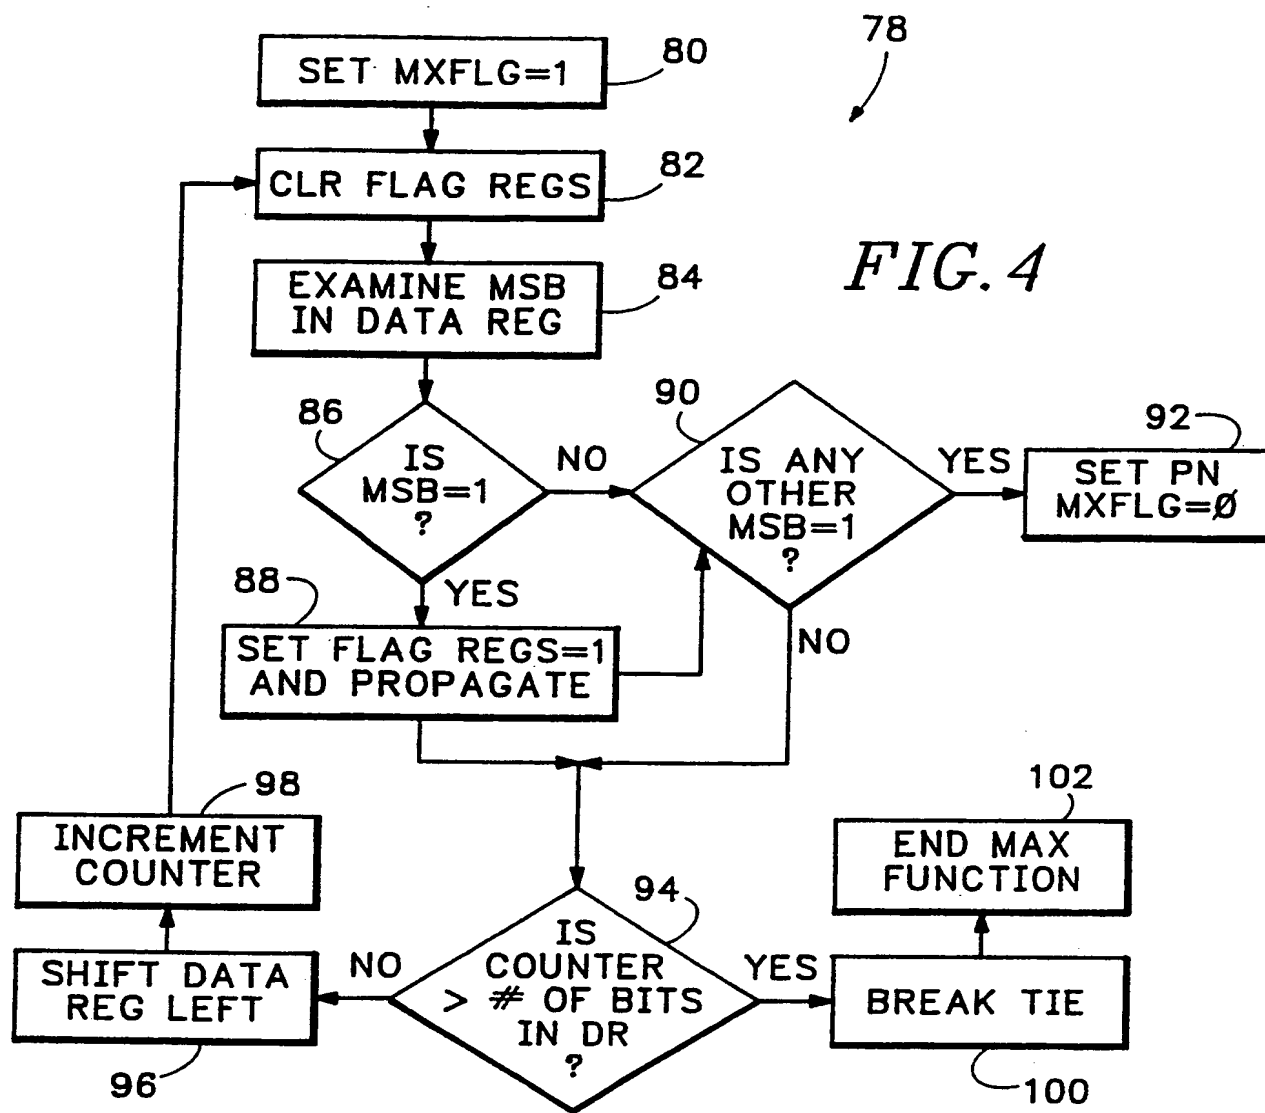 78
SET MXFLG=1
80
CLR FLAG REGS
82
FIG. 4
EXAMINE MSB
IN DATA REG
84
86
IS
MSB=1
?
NO
YES
90
IS ANY
OTHER
MSB=1
?
YES
NO
92
SET PN
MXFLG=Ø
88
SET FLAG REGS=1
AND PROPAGATE
98
INCREMENT
COUNTER
102
END MAX
FUNCTION
94
IS
COUNTER
> # OF BITS
IN DR
?
NO
YES
SHIFT DATA
REG LEFT
96
BREAK TIE
100